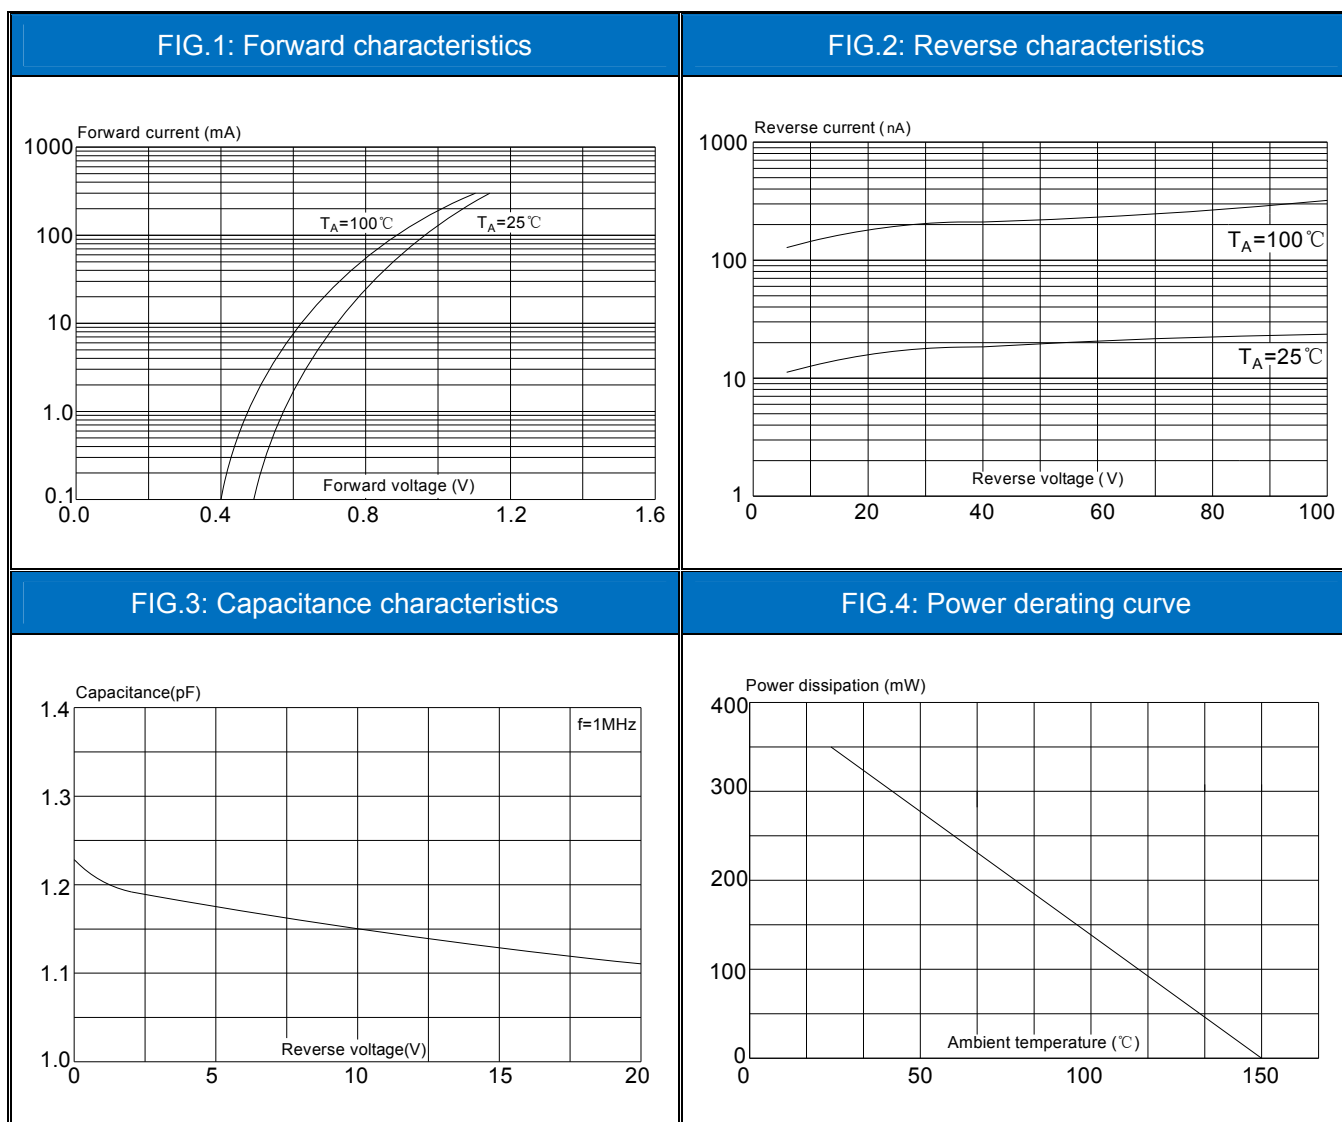 FIG.1: Forward characteristics
FIG.2: Reverse characteristics
Forward current (mA)
1000
100
10
1.0
0.1
TA=100℃
TA=25℃
Forward voltage (V)
0.0 0.4 0.8 1.2 1.6
Reverse current (nA)
1000
100
10
1
TA=100℃
TA=25℃
Reverse voltage (V)
0 20 40 60 80 100
FIG.3: Capacitance characteristics
FIG.4: Power derating curve
Capacitance(pF)
1.4
1.3
1.2
1.1
1.0
f=1MHz
Reverse voltage(V)
0 5 10 15 20
Power dissipation (mW)
400
300
200
100
0
Ambient temperature (℃)
0 50 100 150